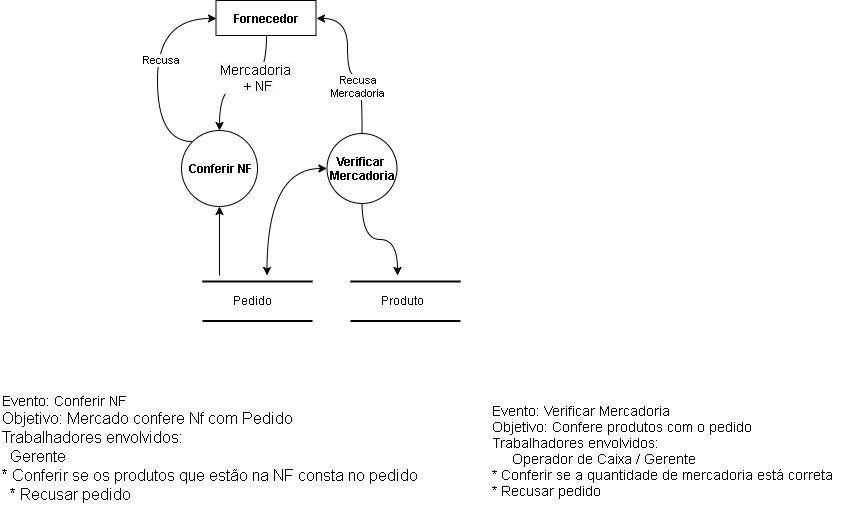 Fornecedor
Recusa
Mercadoria
+ NF
Recusa
Mercadoria
Conferir NF
Verificar
Mercadoria
Pedido
Produto
Evento: Conferir NF
Objetivo: Mercado confere Nf com Pedido
Trabalhadores envolvidos:
Gerente
* Conferir se os produtos que estão na NF consta no pedido
* Recusar pedido
Evento: Verificar Mercadoria
Objetivo: Confere produtos com o pedido
Trabalhadores envolvidos:
Operador de Caixa / Gerente
* Conferir se a quantidade de mercadoria está correta
* Recusar pedido